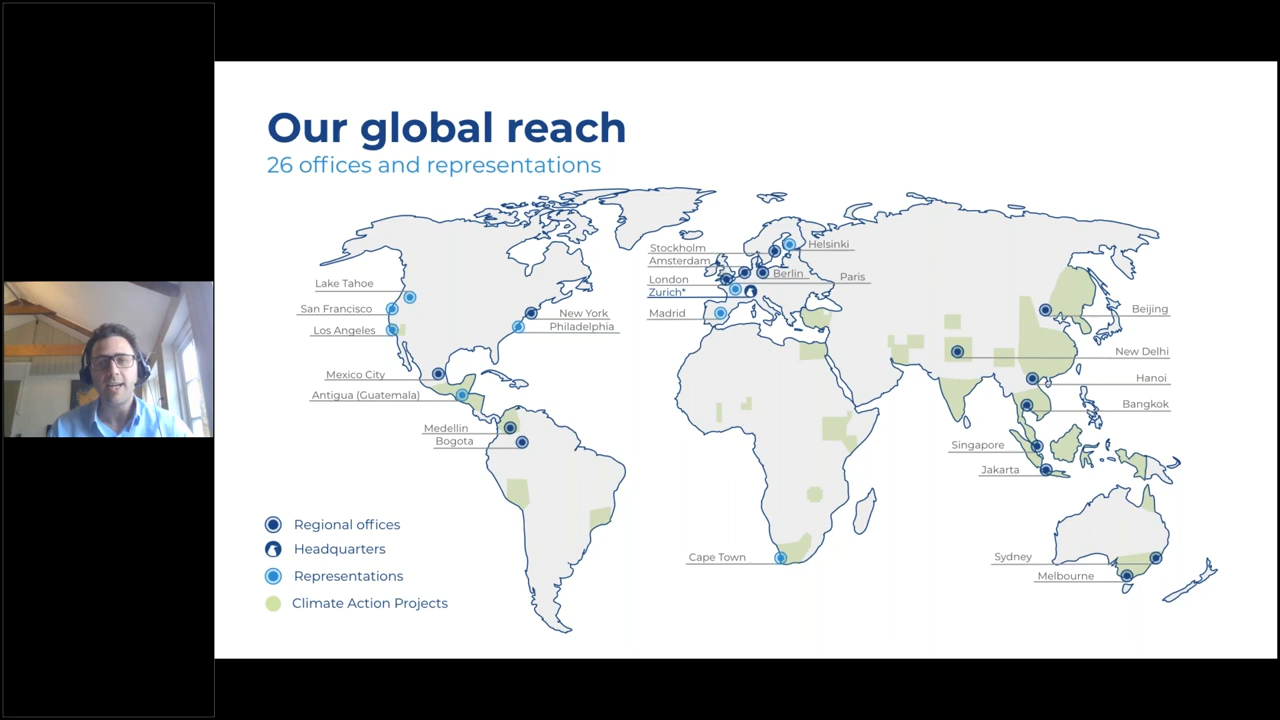 Our global reach
26 offices and representations
Stockholm
Helsinki
Amsterdam
Berlin
Paris
London
Zurich*
Madrid
Lake Tahoe
San Francisco
Los Angeles
New York
Philadelphia
Mexico City
Antigua (Guatemala)
Medellin
Bogota
Beijing
New Delhi
Hanoi
Bangkok
Singapore
Jakarta
Cape Town
Sydney
Melbourne
Regional offices
Headquarters
Representations
Climate Action Projects